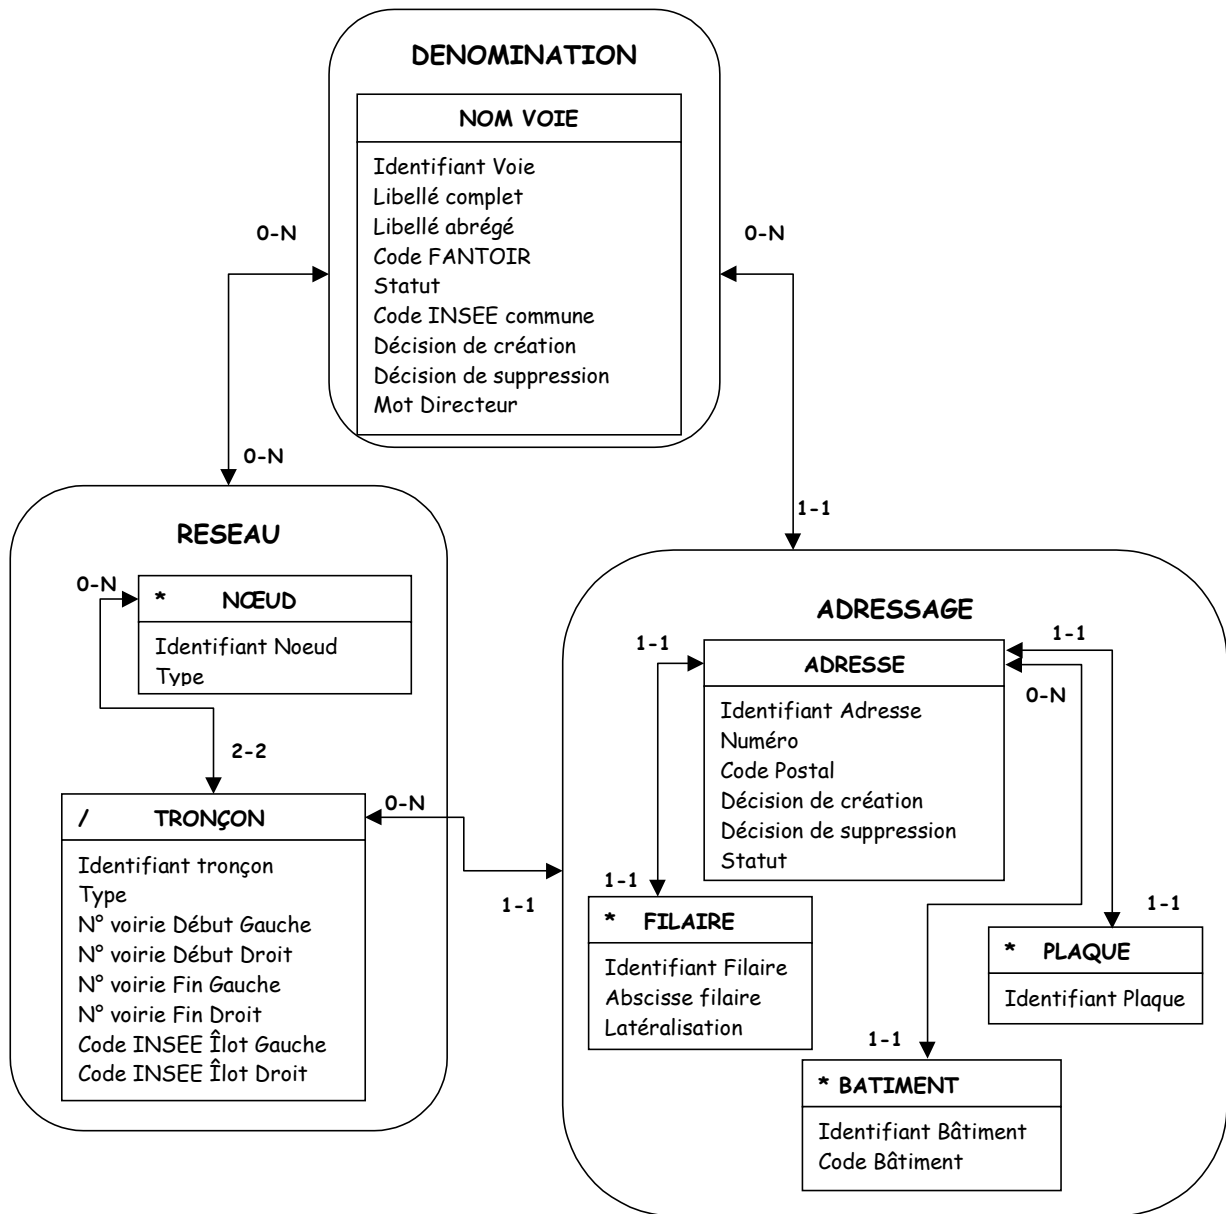 DENOMINATION
NOM VOIE
Identifiant Voie
Libellé complet
Libellé abrégé
Code FANTOIR
Statut
Code INSEE commune
Décision de création
Décision de suppression
Mot Directeur
0-N
0-N
0-N
1-1
RESEAU
0-N
* NŒUD
Identifiant Noeud
Type
2-2
/ TRONÇON
Identifiant tronçon
Type
N° voirie Début Gauche
N° voirie Début Droit
N° voirie Fin Gauche
N° voirie Fin Droit
Code INSEE Îlot Gauche
Code INSEE Îlot Droit
0-N
1-1
ADRESSAGE
1-1
1-1
0-N
ADRESSE
Identifiant Adresse
Numéro
Code Postal
Décision de création
Décision de suppression
Statut
1-1
* FILAIRE
Identifiant Filaire
Abscisse filaire
Latéralisation
1-1
* PLAQUE
Identifiant Plaque
1-1
* BATIMENT
Identifiant Bâtiment
Code Bâtiment